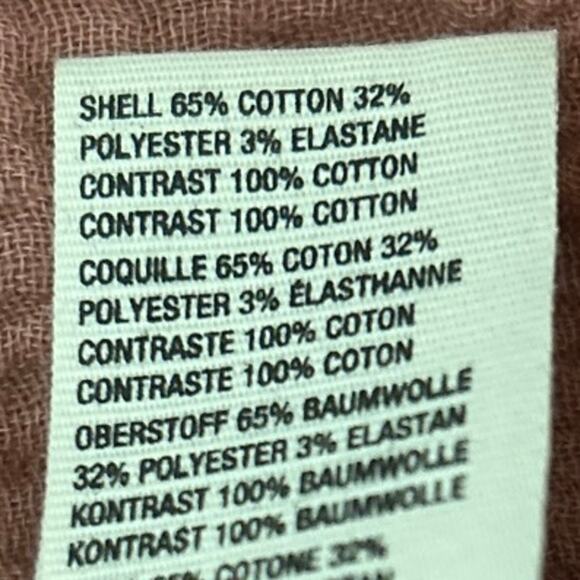 SHELL 65% COTTON 32%
POLYESTER 3% ELASTANE
CONTRAST 100% COTTON
CONTRAST 100% COTTON
COQUILLE 65% COTON 32%
POLYESTER 3% ÉLASTHANNE
CONTRASTE 100% COTON
CONTRASTE 100% COTON
OBERSTOFF 65% BAUMWOLLE
32% POLYESTER 3% ELASTAN
KONTRAST 100% BAUMWOLLE
KONTRAST 100% BAUMWOLLE
COTONE 32%